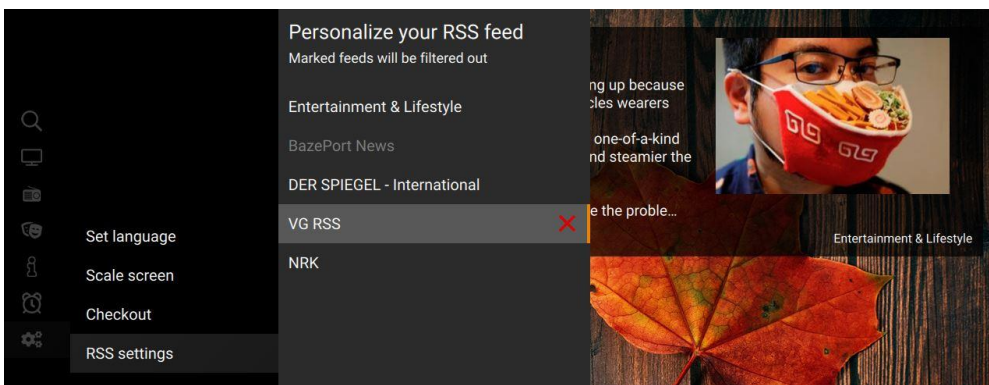 Personalize your RSS feed
Marked feeds will be filtered out
Entertainment & Lifestyle
BazePort News
DER SPIEGEL - International
VG RSS
NRK
Set language
Scale screen
Checkout
RSS settings
ng up because
cles wearers
one-of-a-kind
nd steamier the
e the proble…
Entertainment & Lifestyle